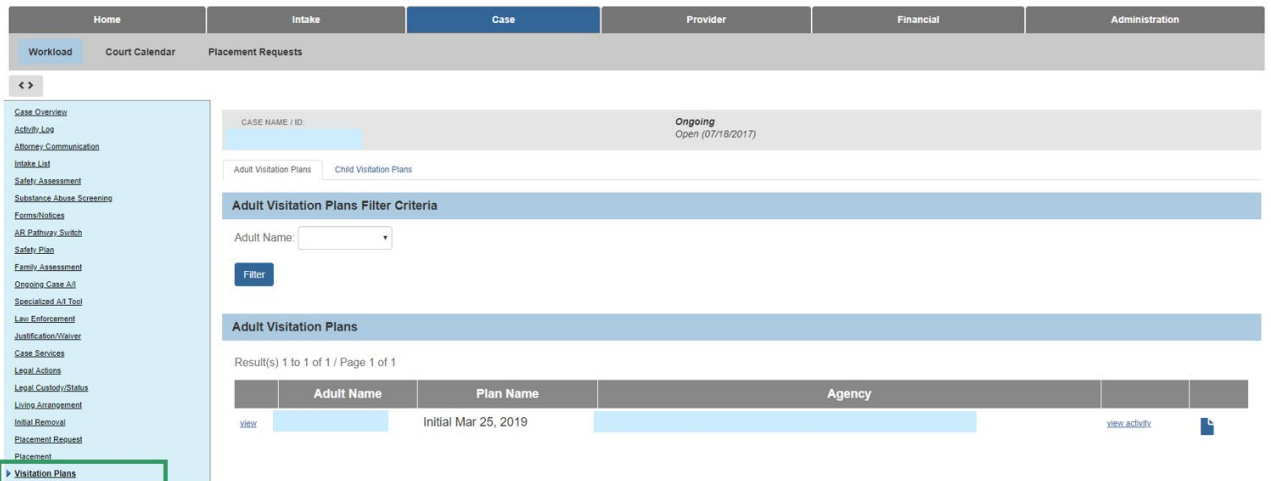 Home Intake Case Provider Financial Administration
Workload Court Calendar Placement Requests
Case Overview
Activity Log
Attorney Communication
Intake List
Safety Assessment
Substance Abuse Screening
Forms/Notices
AR Pathway Switch
Safety Plan
Family Assessment
Ongoing Case A/I
Specialized A/I Tool
Law Enforcement
Justification/Waiver
Case Services
Legal Actions
Legal Custody/Status
Living Arrangement
Initial Removal
Placement Request
Placement
Visitation Plans
CASE NAME / ID:
Ongoing
Open (07/18/2017)
Adult Visitation Plans Child Visitation Plans
Adult Visitation Plans Filter Criteria
Adult Name:
Filter
Adult Visitation Plans
Result(s) 1 to 1 of 1 / Page 1 of 1
Adult Name Plan Name Agency
view Initial Mar 25, 2019 view activity